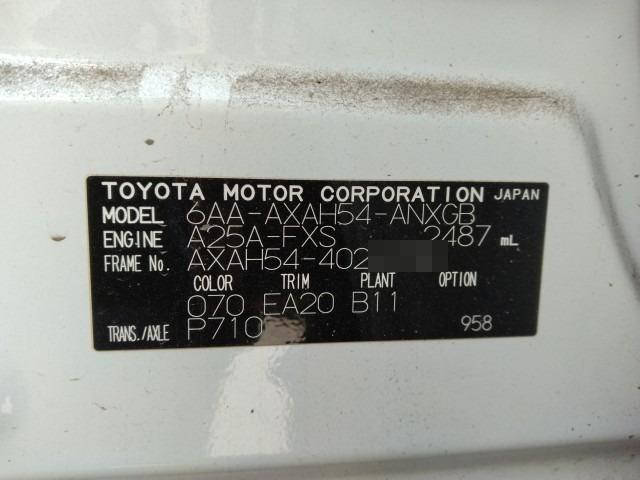 TOYOTA MOTOR CORPORATION JAPAN
MODEL 6AA-AXAH54-ANXGB
ENGINE A25A-FXS 2487 mL
FRAME No. AXAH54-402
COLOR TRIM PLANT OPTION
070 EA20 B11
TRANS./AXLE P710 958